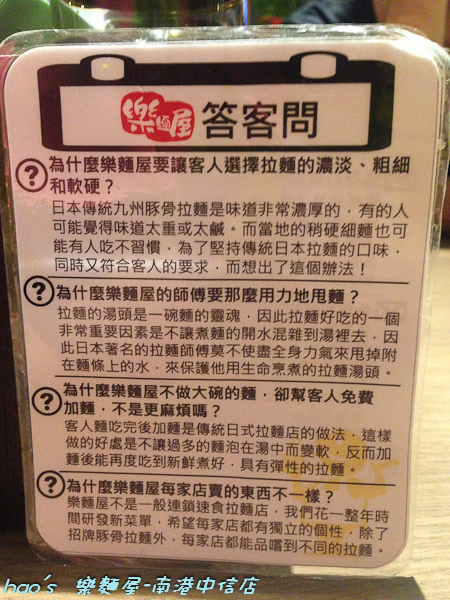 樂麵屋 答客問
為什麼樂麵屋要讓客人選擇拉麵的濃淡、粗細
和軟硬？
日本傳統九州豚骨拉麵是味道非常濃厚的，有的人
可能覺得味道太重或太鹹。而當地的稍硬細麵也可
能有人吃不習慣，為了堅持傳統日本拉麵的口味，
同時又符合客人的要求，而想出了這個辦法！
為什麼樂麵屋的師傅要那麼用力地甩麵？
拉麵的湯頭是一碗麵的靈魂，因此拉麵好吃的一個
非常重要因素是不讓煮麵的開水混雜到湯裡去，因
此日本著名的拉麵師傅莫不使盡全身力氣來甩掉附
在麵條上的水，來保護他用生命烹煮的拉麵湯頭。
為什麼樂麵屋不做大碗的麵，卻幫客人免費
加麵，不是更麻煩嗎？
客人麵吃完後加麵是傳統日式拉麵店的做法，這樣
做的好處是不讓過多的麵泡在湯中而變軟，反而加
麵後能再度吃到新鮮煮好，具有彈性的拉麵。
為什麼樂麵屋每家店賣的東西不一樣？
樂麵屋不是一般連鎖速食拉麵店，我們花一整年時
間研發新菜單，希望每家店都有獨立的個性，除了
招牌豚骨拉麵外，每家店都能品嚐到不同的拉麵。
hao's 樂麵屋-南港中信店